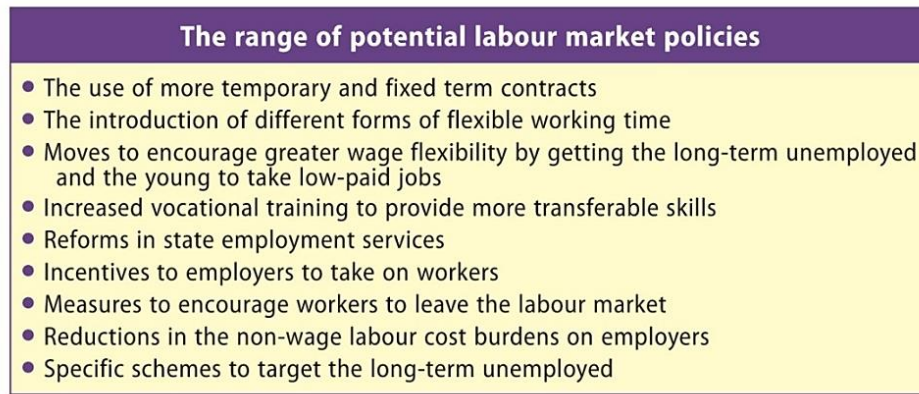 The range of potential labour market policies
• The use of more temporary and fixed term contracts
• The introduction of different forms of flexible working time
• Moves to encourage greater wage flexibility by getting the long-term unemployed
and the young to take low-paid jobs
• Increased vocational training to provide more transferable skills
• Reforms in state employment services
• Incentives to employers to take on workers
• Measures to encourage workers to leave the labour market
• Reductions in the non-wage labour cost burdens on employers
• Specific schemes to target the long-term unemployed